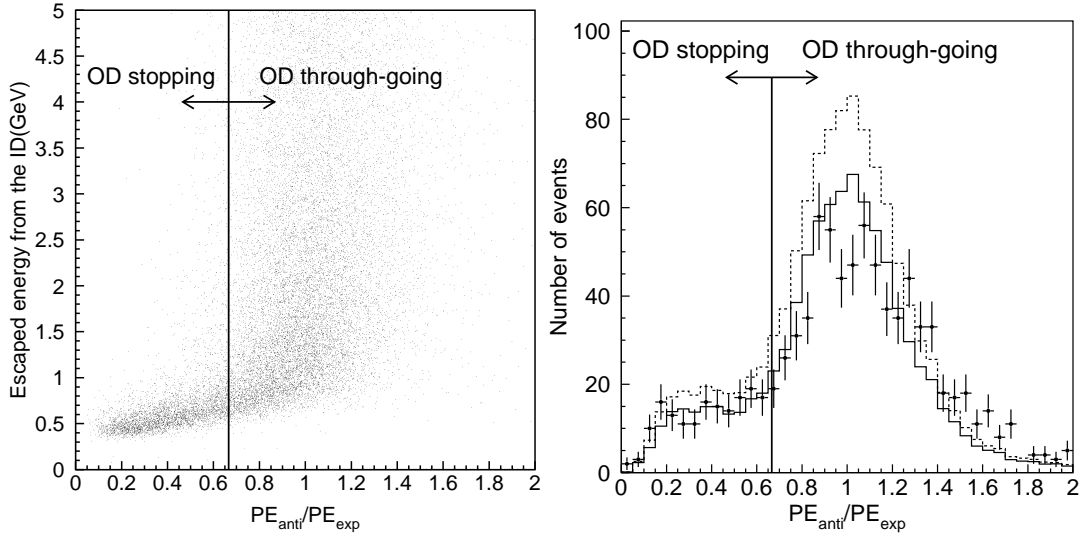 Escaped energy from the ID(GeV)
5
4.5
4
3.5
3
2.5
2
1.5
1
0.5
0
OD stopping
OD through-going
0 0.2 0.4 0.6 0.8 1 1.2 1.4 1.6 1.8 2
PEanti/PEexp
Number of events
100
80
60
40
20
0
OD stopping
OD through-going
0 0.2 0.4 0.6 0.8 1 1.2 1.4 1.6 1.8 2
PEanti/PEexp